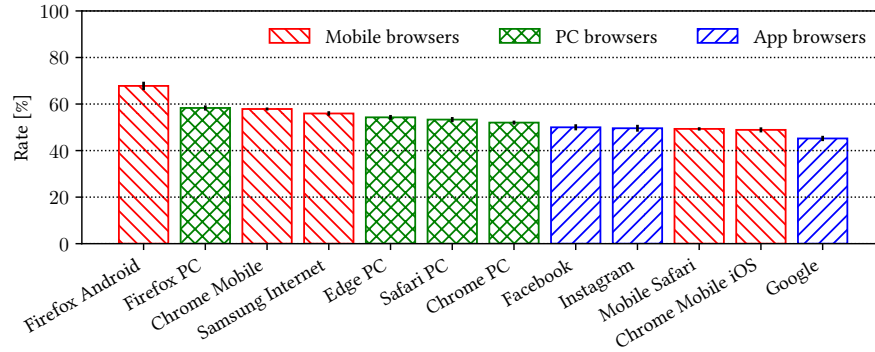 100
80
60
40
20
0
Rate [%]
Mobile browsers
PC browsers
App browsers
Firefox Android
Firefox PC
Chrome Mobile
Samsung Internet
Edge PC
Safari PC
Chrome PC
Facebook
Instagram
Mobile Safari
Chrome Mobile iOS
Google